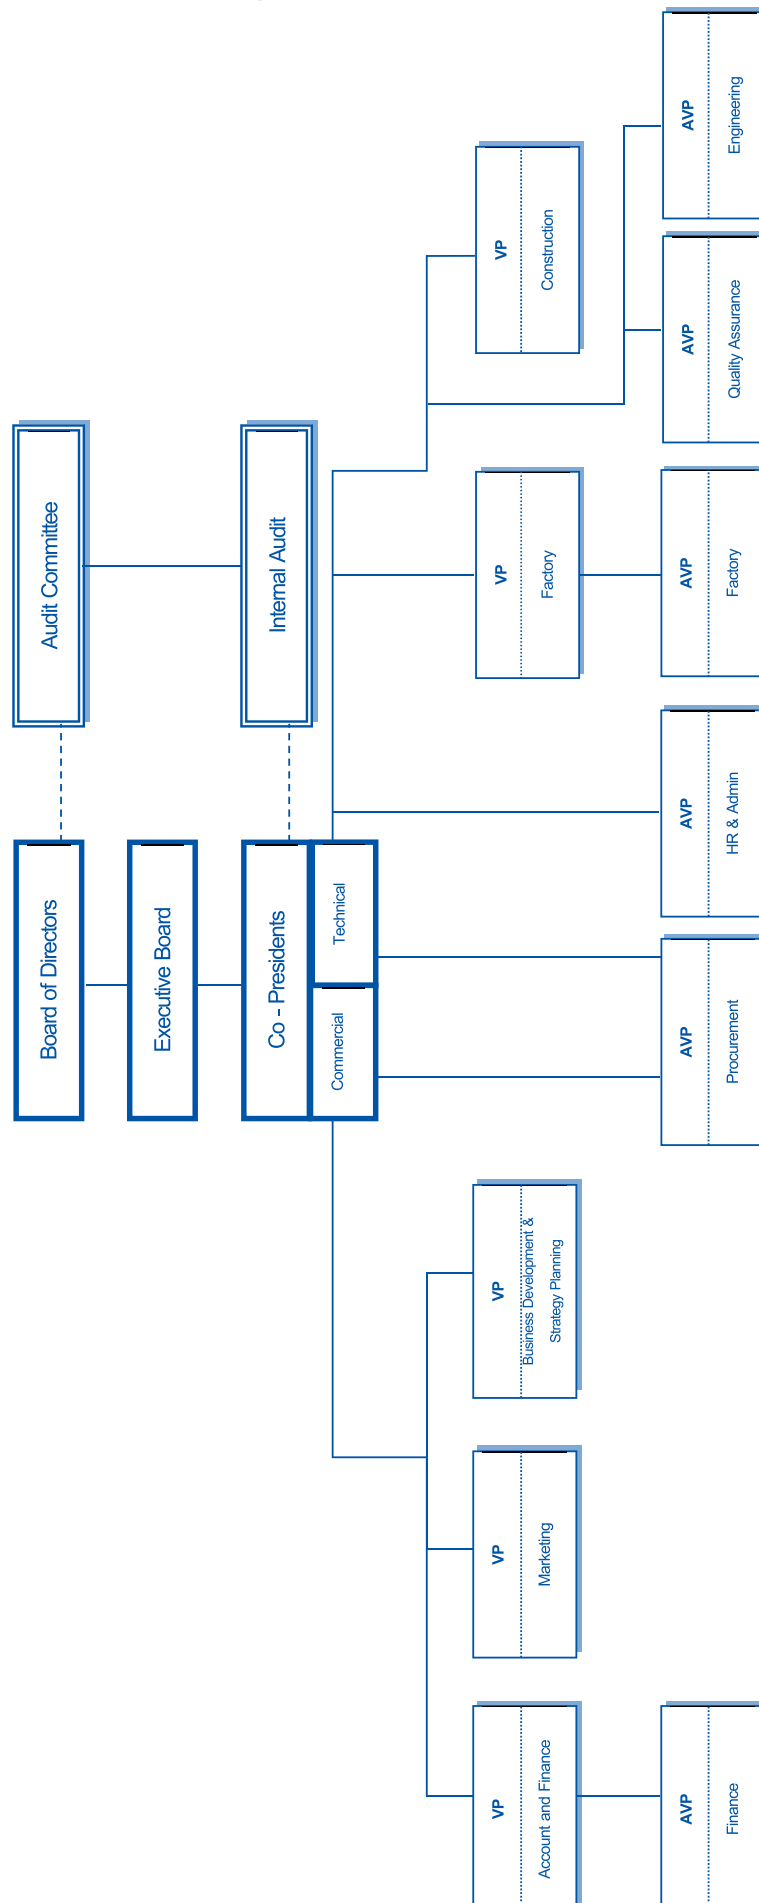 Board of Directors
Audit Committee
Executive Board
Co - Presidents
Internal Audit
Commercial
Technical
VP
Account and Finance
VP
Marketing
VP
Business Development &
Strategy Planning
VP
Factory
VP
Construction
AVP
Finance
AVP
Procurement
AVP
HR & Admin
AVP
Factory
AVP
Quality Assurance
AVP
Engineering